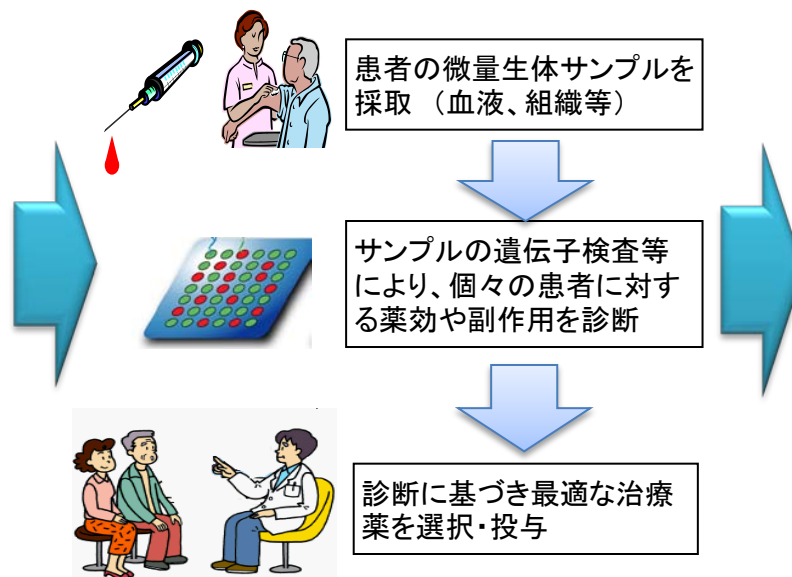 患者の微量生体サンプルを
採取 （血液、組織等）
サンプルの遺伝子検査等
により、個々の患者に対す
る薬効や副作用を診断
診断に基づき最適な治療
薬を選択・投与